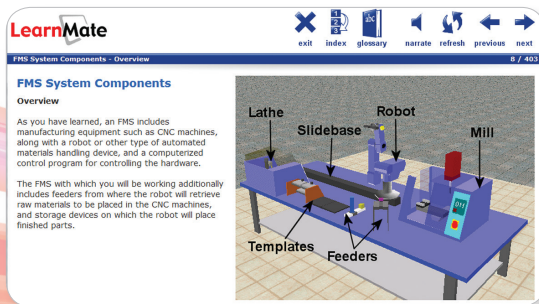 LearnMate
exit index glossary narrate refresh previous next
FMS System Components - Overview 8 / 403
FMS System Components
Overview
As you have learned, an FMS includes
manufacturing equipment such as CNC machines,
along with a robot or other type of automated
materials handling device, and a computerized
control program for controlling the hardware.
The FMS with which you will be working additionally
includes feeders from where the robot will retrieve
raw materials to be placed in the CNC machines,
and storage devices on which the robot will place
finished parts.
Lathe
Slidebase
Robot
Mill
Templates
Feeders